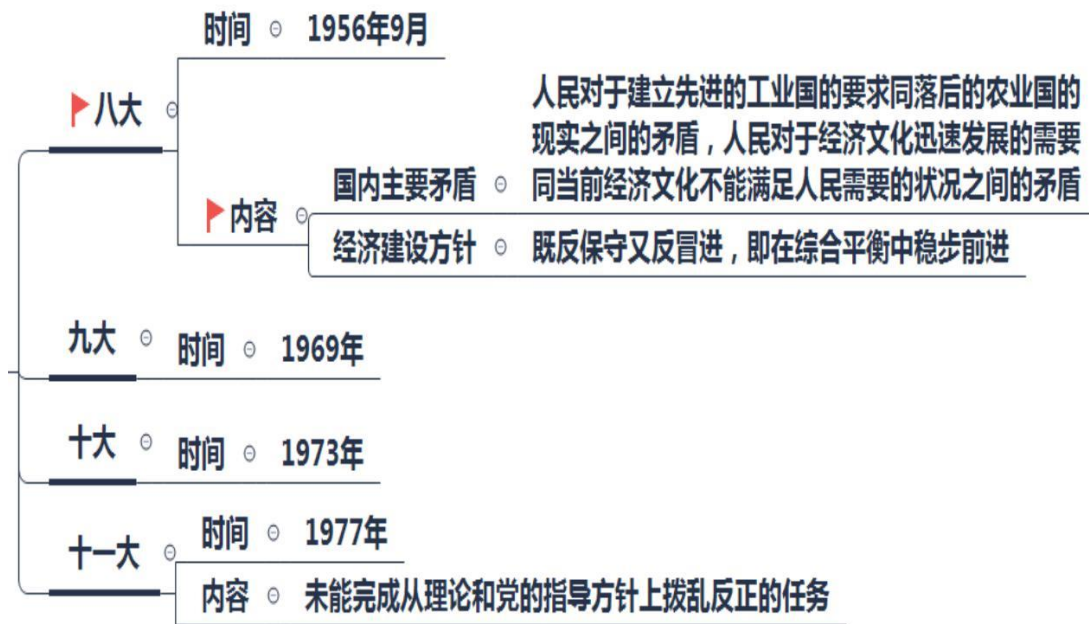 八大
时间 1956年9月
内容
国内主要矛盾
人民对于建立先进的工业国的要求同落后的农业国的
现实之间的矛盾，人民对于经济文化迅速发展的需要
同当前经济文化不能满足人民需要的状况之间的矛盾
经济建设方针 既反保守又反冒进，即在综合平衡中稳步前进
九大 时间 1969年
十大 时间 1973年
十一大
时间 1977年
内容 未能完成从理论和党的指导方针上拨乱反正的任务